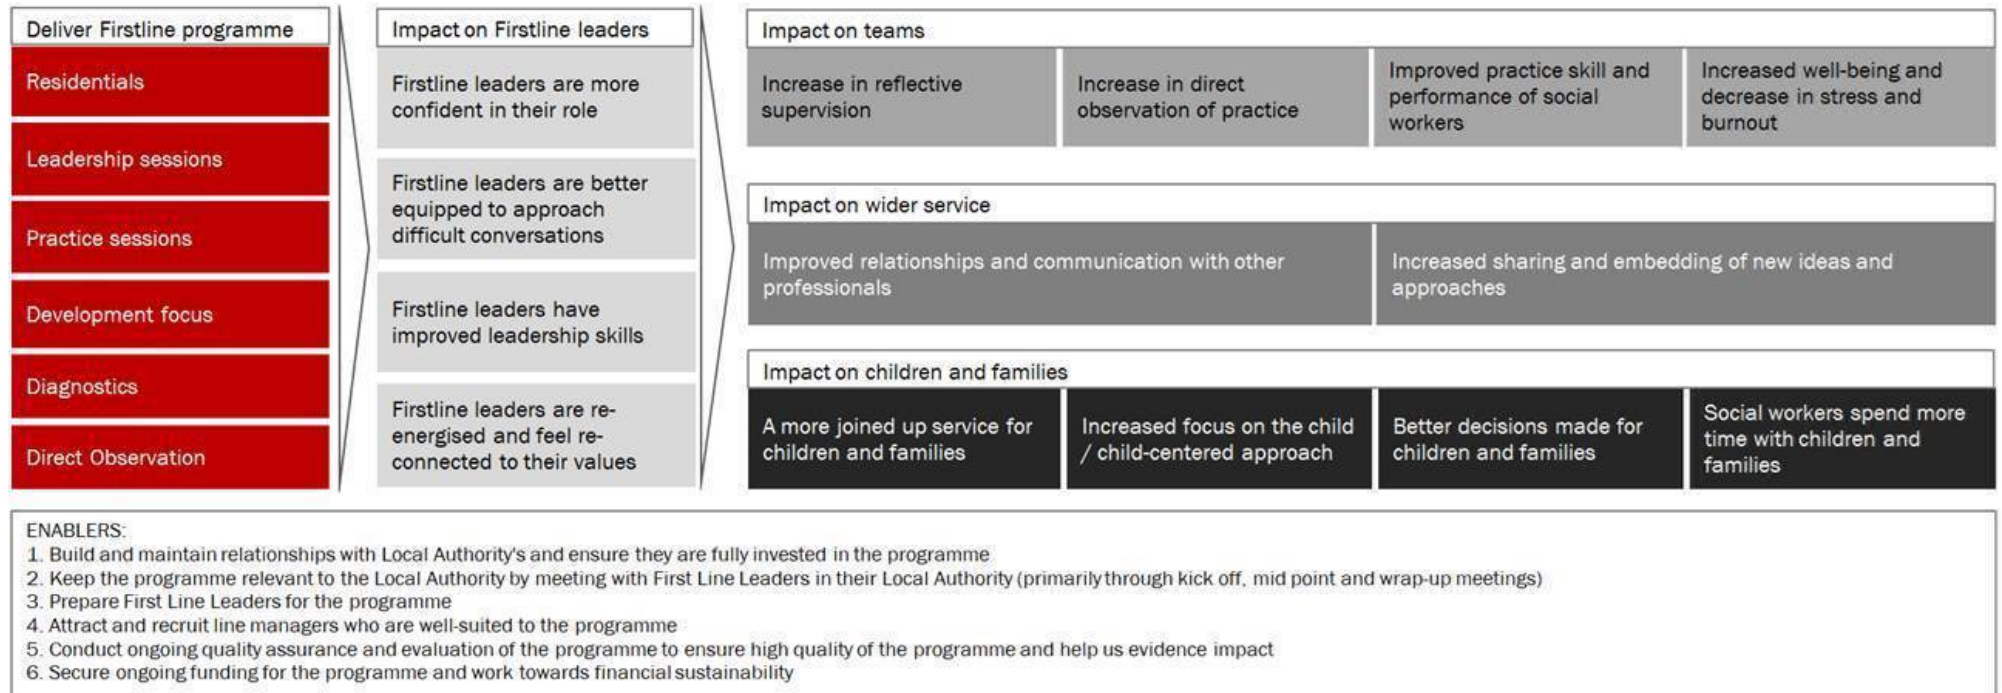 Deliver Firstline programme
Residentials
Leadership sessions
Practice sessions
Development focus
Diagnostics
Direct Observation
Impact on Firstline leaders
Firstline leaders are more
confident in their role
Firstline leaders are better
equipped to approach
difficult conversations
Firstline leaders have
improved leadership skills
Firstline leaders are re-
energised and feel re-
connected to their values
Impact on teams
Increase in reflective
supervision
Increase in direct
observation of practice
Improved practice skill and
performance of social
workers
Increased well-being and
decrease in stress and
burnout
Impact on wider service
Improved relationships and communication with other
professionals
Increased sharing and embedding of new ideas and
approaches
Impact on children and families
A more joined up service for
children and families
Increased focus on the child
/ child-centered approach
Better decisions made for
children and families
Social workers spend more
time with children and
families
ENABLERS:
1. Build and maintain relationships with Local Authority's and ensure they are fully invested in the programme
2. Keep the programme relevant to the Local Authority by meeting with First Line Leaders in their Local Authority (primarily through kick off, mid point and wrap-up meetings)
3. Prepare First Line Leaders for the programme
4. Attract and recruit line managers who are well-suited to the programme
5. Conduct ongoing quality assurance and evaluation of the programme to ensure high quality of the programme and help us evidence impact
6. Secure ongoing funding for the programme and work towards financial sustainability